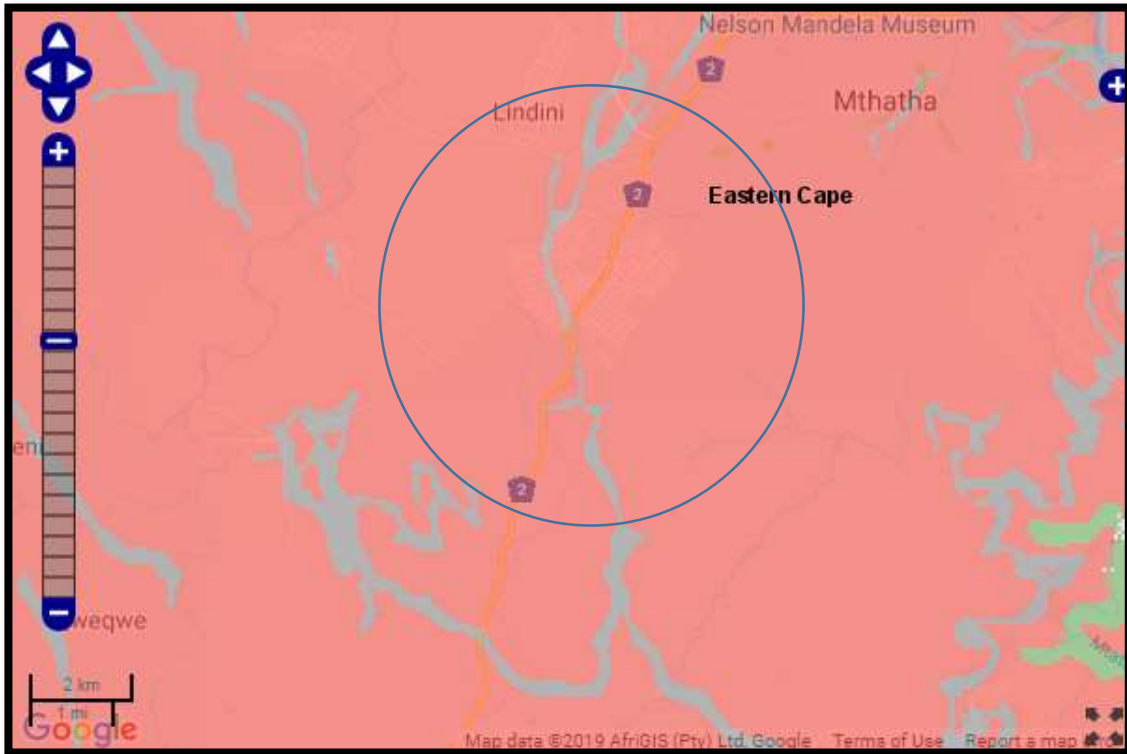 Nelson Mandela Museum
2
Mthatha
Lindini
2
Eastern Cape
eni
2
weqwe
2 km
1 mi
Google
Map data ©2019 AfriGIS (Pty) Ltd, Google Terms of Use Report a map